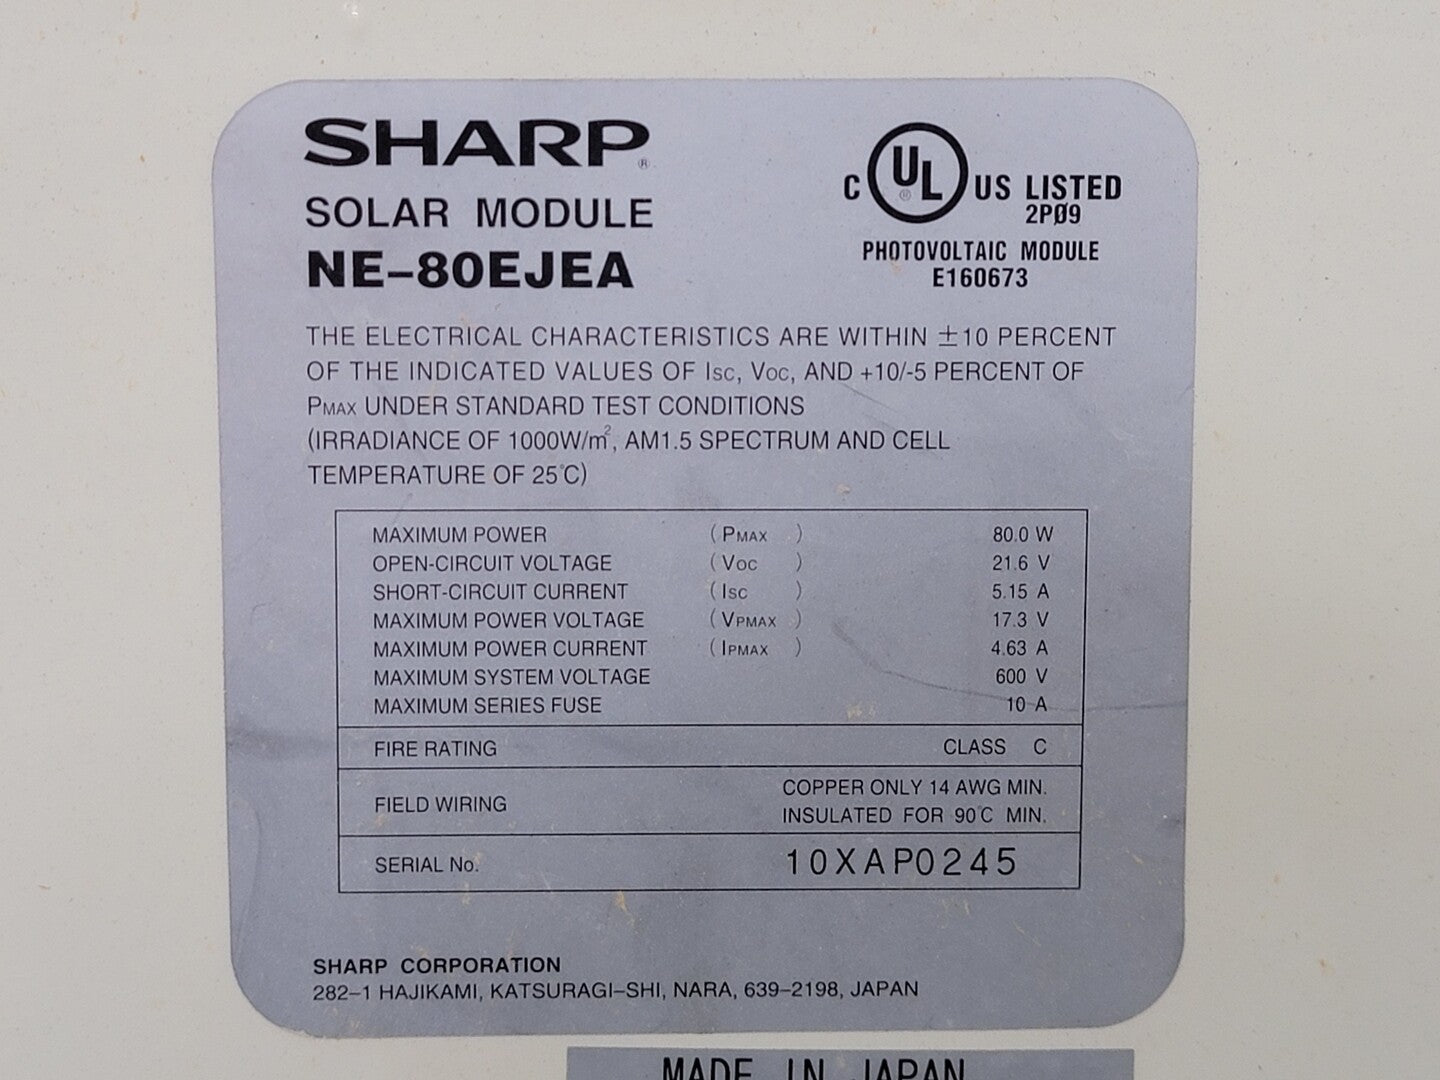 SHARP®
SOLAR MODULE
NE-80EJEA
C UL® US LISTED
2PØ9
PHOTOVOLTAIC MODULE
E160673
THE ELECTRICAL CHARACTERISTICS ARE WITHIN ±10 PERCENT
OF THE INDICATED VALUES OF Isc, Voc, AND +10/-5 PERCENT OF
PMAX UNDER STANDARD TEST CONDITIONS
(IRRADIANCE OF 1000W/m², AM1.5 SPECTRUM AND CELL
TEMPERATURE OF 25℃)
MAXIMUM POWER (PMAX) 80.0 W
OPEN-CIRCUIT VOLTAGE (Voc) 21.6 V
SHORT-CIRCUIT CURRENT (Isc) 5.15 A
MAXIMUM POWER VOLTAGE (VPMAX) 17.3 V
MAXIMUM POWER CURRENT (IPMAX) 4.63 A
MAXIMUM SYSTEM VOLTAGE 600 V
MAXIMUM SERIES FUSE 10 A
FIRE RATING CLASS C
FIELD WIRING COPPER ONLY 14 AWG MIN.
INSULATED FOR 90℃ MIN.
SERIAL No. 10XAP0245
SHARP CORPORATION
282-1 HAJIKAMI, KATSURAGI-SHI, NARA, 639-2198, JAPAN
MADE IN JAPAN